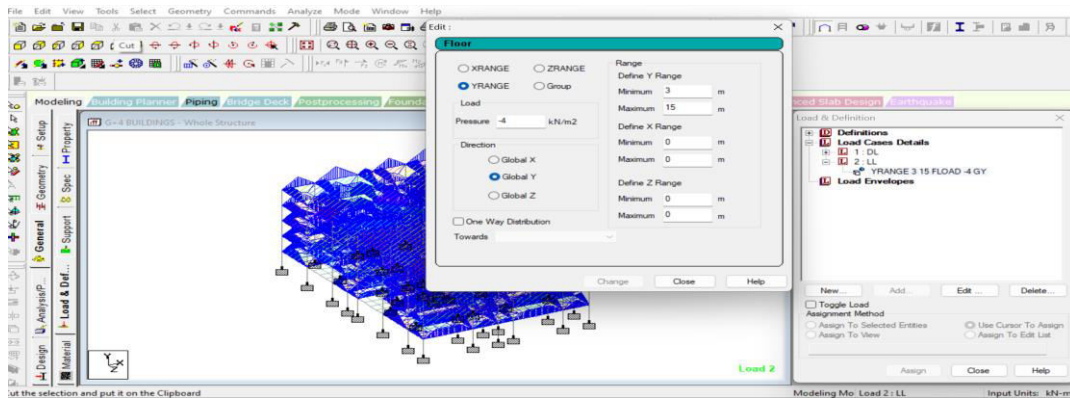 File Edit View Tools Select Geometry Commands Analyze Mode Window Help
Cut
Modeling Building Planner Piping Bridge Deck Postprocessing Slab Design Earthquake
G+4 BUILDINGS - Whole Structure
Setup
Geometry
General
Analysis/P...
Design
Property
Spec
Support
Load & Def...
Material
Load 2
Edit :
Floor
XRANGE ZRANGE
YRANGE Group
Load
Pressure -4 kN/m2
Direction
Global X
Global Y
Global Z
One Way Distribution
Towards
Range
Define Y Range
Minimum 3 m
Maximum 15 m
Define X Range
Minimum 0 m
Maximum 0 m
Define Z Range
Minimum 0 m
Maximum 0 m
Change Close Help
Load & Definition
Definitions
Load Cases Details
1 : DL
2 : LL
YRANGE 3 15 FLOAD -4 GY
Load Envelopes
New... Add... Edit ... Delete...
Toggle Load
Assignment Method
Assign To Selected Entities Use Cursor To Assign
Assign To View Assign To Edit List
Assign Close Help
ut the selection and put it on the Clipboard
Modeling Mo Load 2 : LL Input Units: kN-m